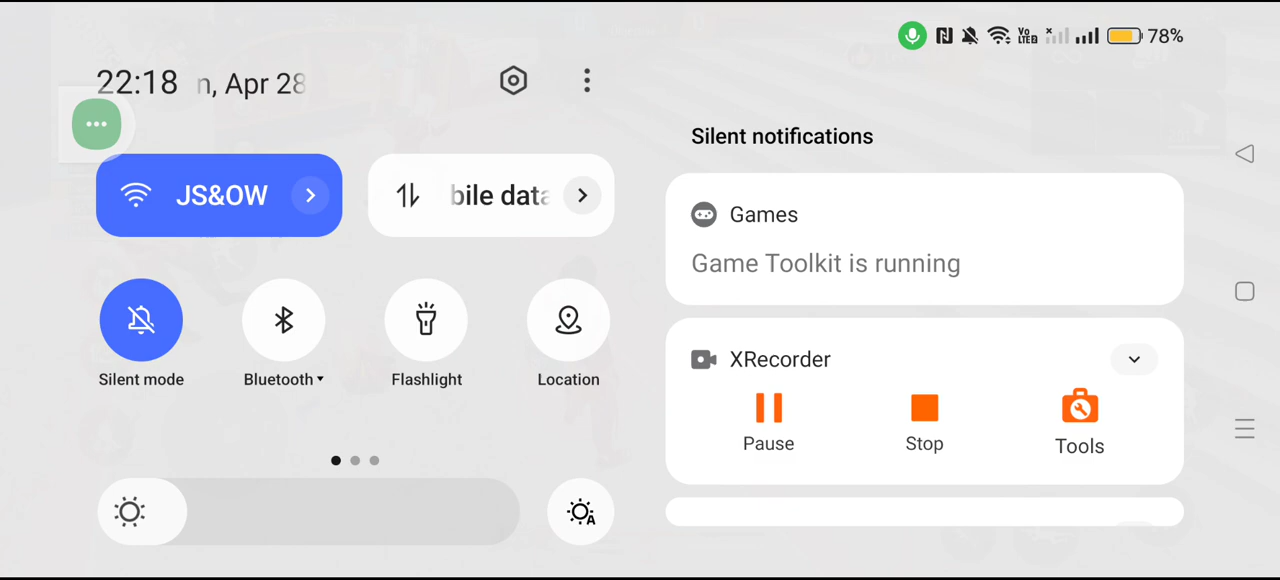 22:18 n, Apr 28
VoLTE2 78%
JS&OW
bile data
Silent mode
Bluetooth
Flashlight
Location
Silent notifications
Games
Game Toolkit is running
XRecorder
Pause
Stop
Tools